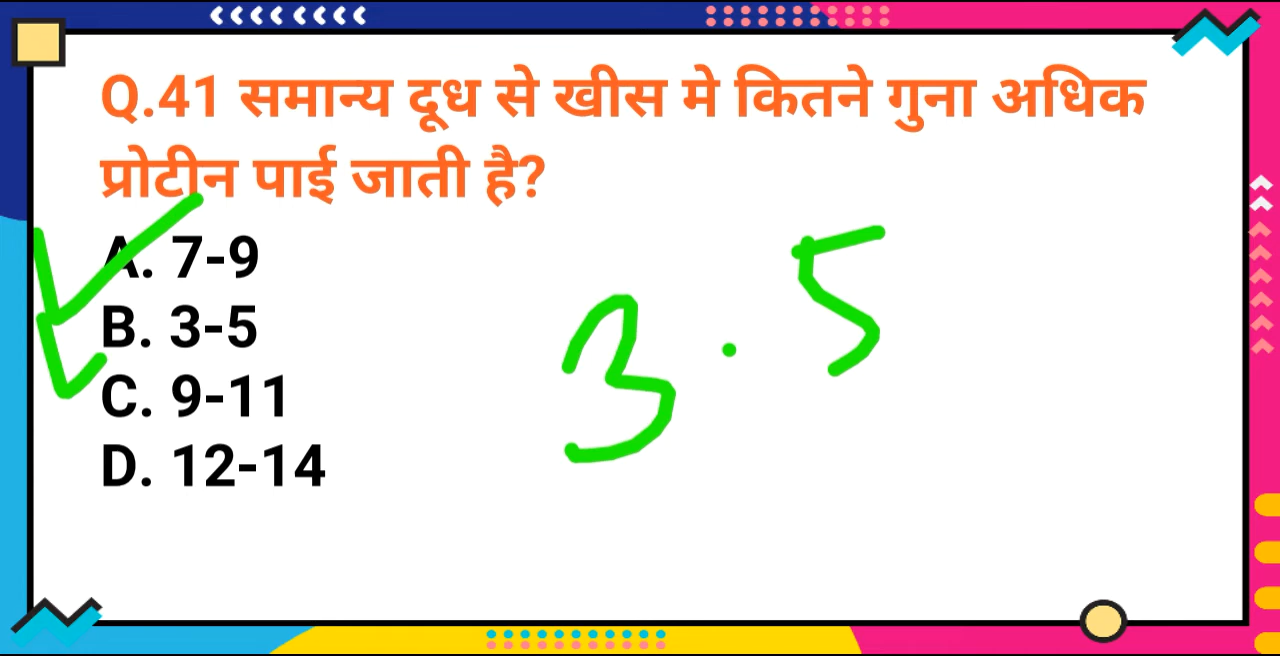 Q.41 समान्य दूध से खीस मे कितने गुना अधिक
प्रोटीन पाई जाती है?
A. 7-9
B. 3-5
C. 9-11
D. 12-14
3.5